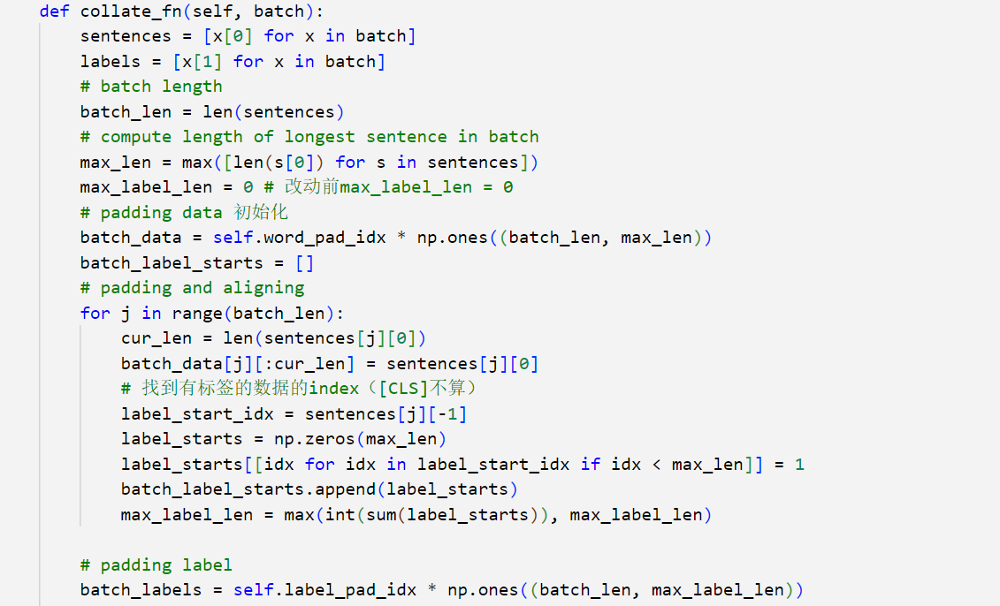 def collate_fn(self, batch):
    sentences = [x[0] for x in batch]
    labels = [x[1] for x in batch]
    # batch length
    batch_len = len(sentences)
    # compute length of longest sentence in batch
    max_len = max([len(s[0]) for s in sentences])
    max_label_len = 0 # 改动前max_label_len = 0
    # padding data 初始化
    batch_data = self.word_pad_idx * np.ones((batch_len, max_len))
    batch_label_starts = []
    # padding and aligning
    for j in range(batch_len):
        cur_len = len(sentences[j][0])
        batch_data[j][:cur_len] = sentences[j][0]
        # 找到有标签的数据的index（[CLS]不算）
        label_start_idx = sentences[j][-1]
        label_starts = np.zeros(max_len)
        label_starts[[idx for idx in label_start_idx if idx < max_len]] = 1
        batch_label_starts.append(label_starts)
        max_label_len = max(int(sum(label_starts)), max_label_len)

    # padding label
    batch_labels = self.label_pad_idx * np.ones((batch_len, max_label_len))